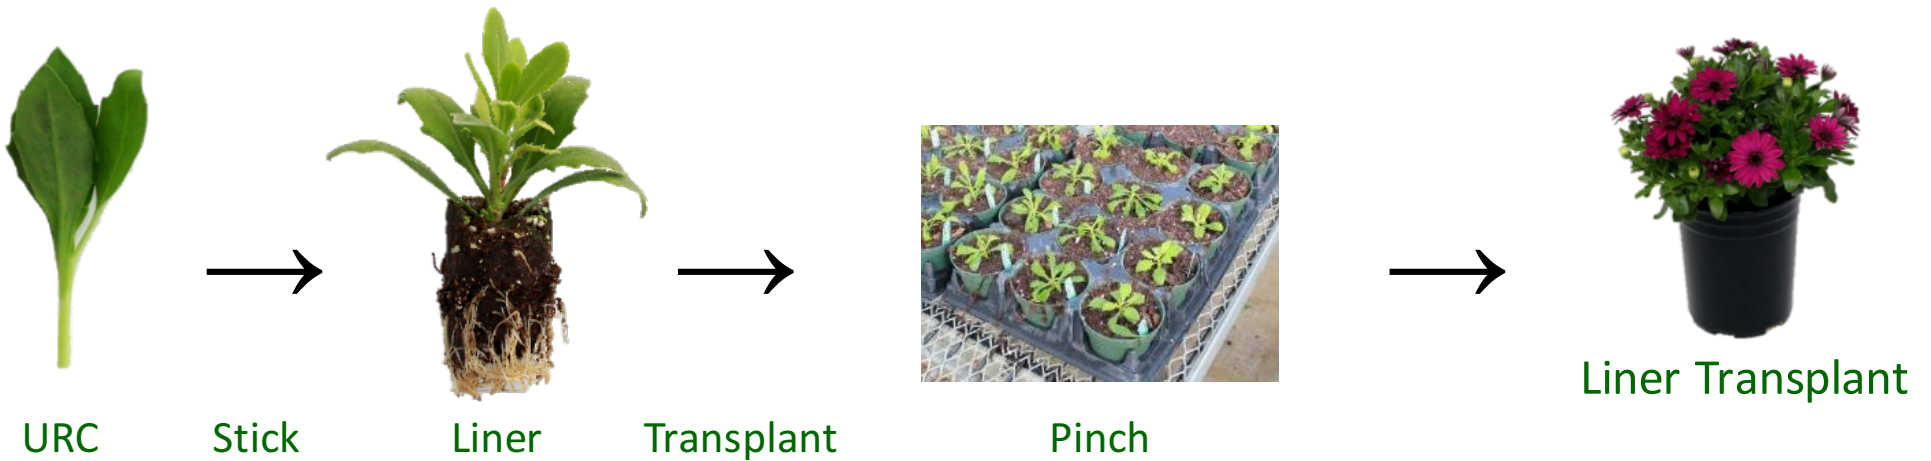 Liner Transplant
URC
Stick
Liner
Transplant
Pinch